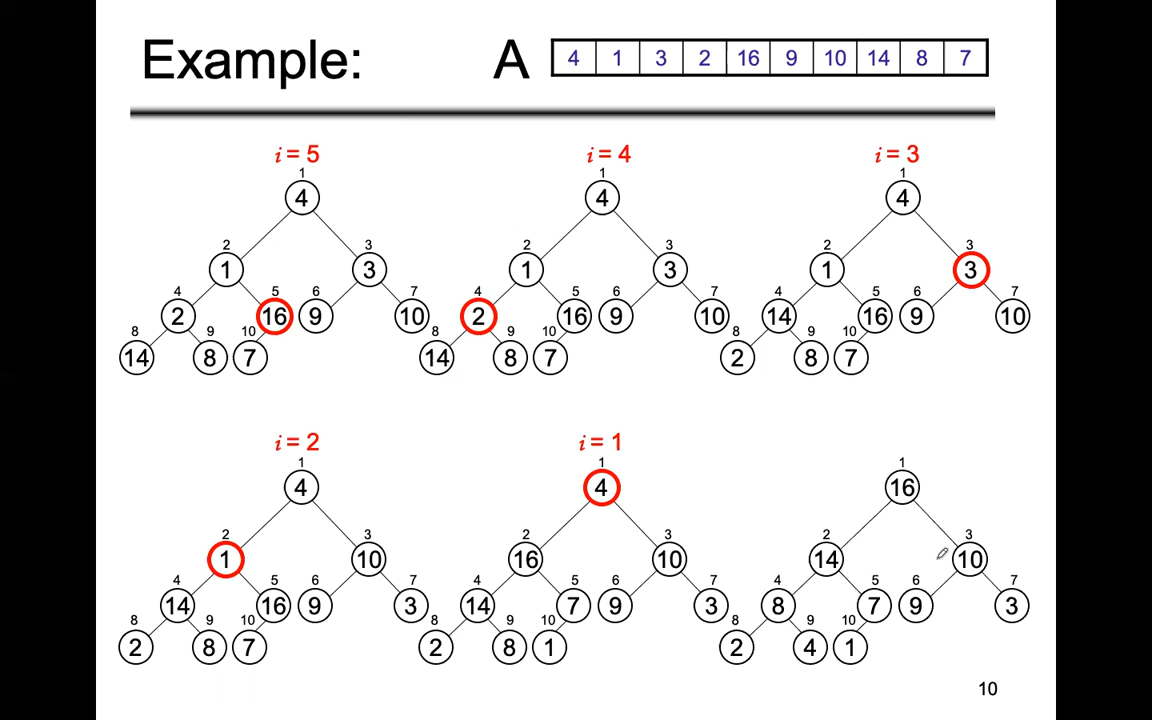 Example: A 4 1 3 2 16 9 10 14 8 7
i = 5 i = 4 i = 3
1 1 1
4 4 4
2 3 2 3 2 3
1 3 1 3 1 3
4 5 6 7 4 5 6 7 4 5 6 7
2 16 9 10 2 16 9 10 14 16 9 10
8 9 10 8 9 10 8 9 10
14 8 7 14 8 7 2 8 7
i = 2 i = 1
1 1 1
4 4 16
2 3 2 3 2 3
1 10 16 10 14 10
4 5 6 7 4 5 6 7 4 5 6 7
14 16 9 3 14 7 9 3 8 7 9 3
8 9 10 8 9 10 8 9 10
2 8 7 2 8 1 2 4 1
10